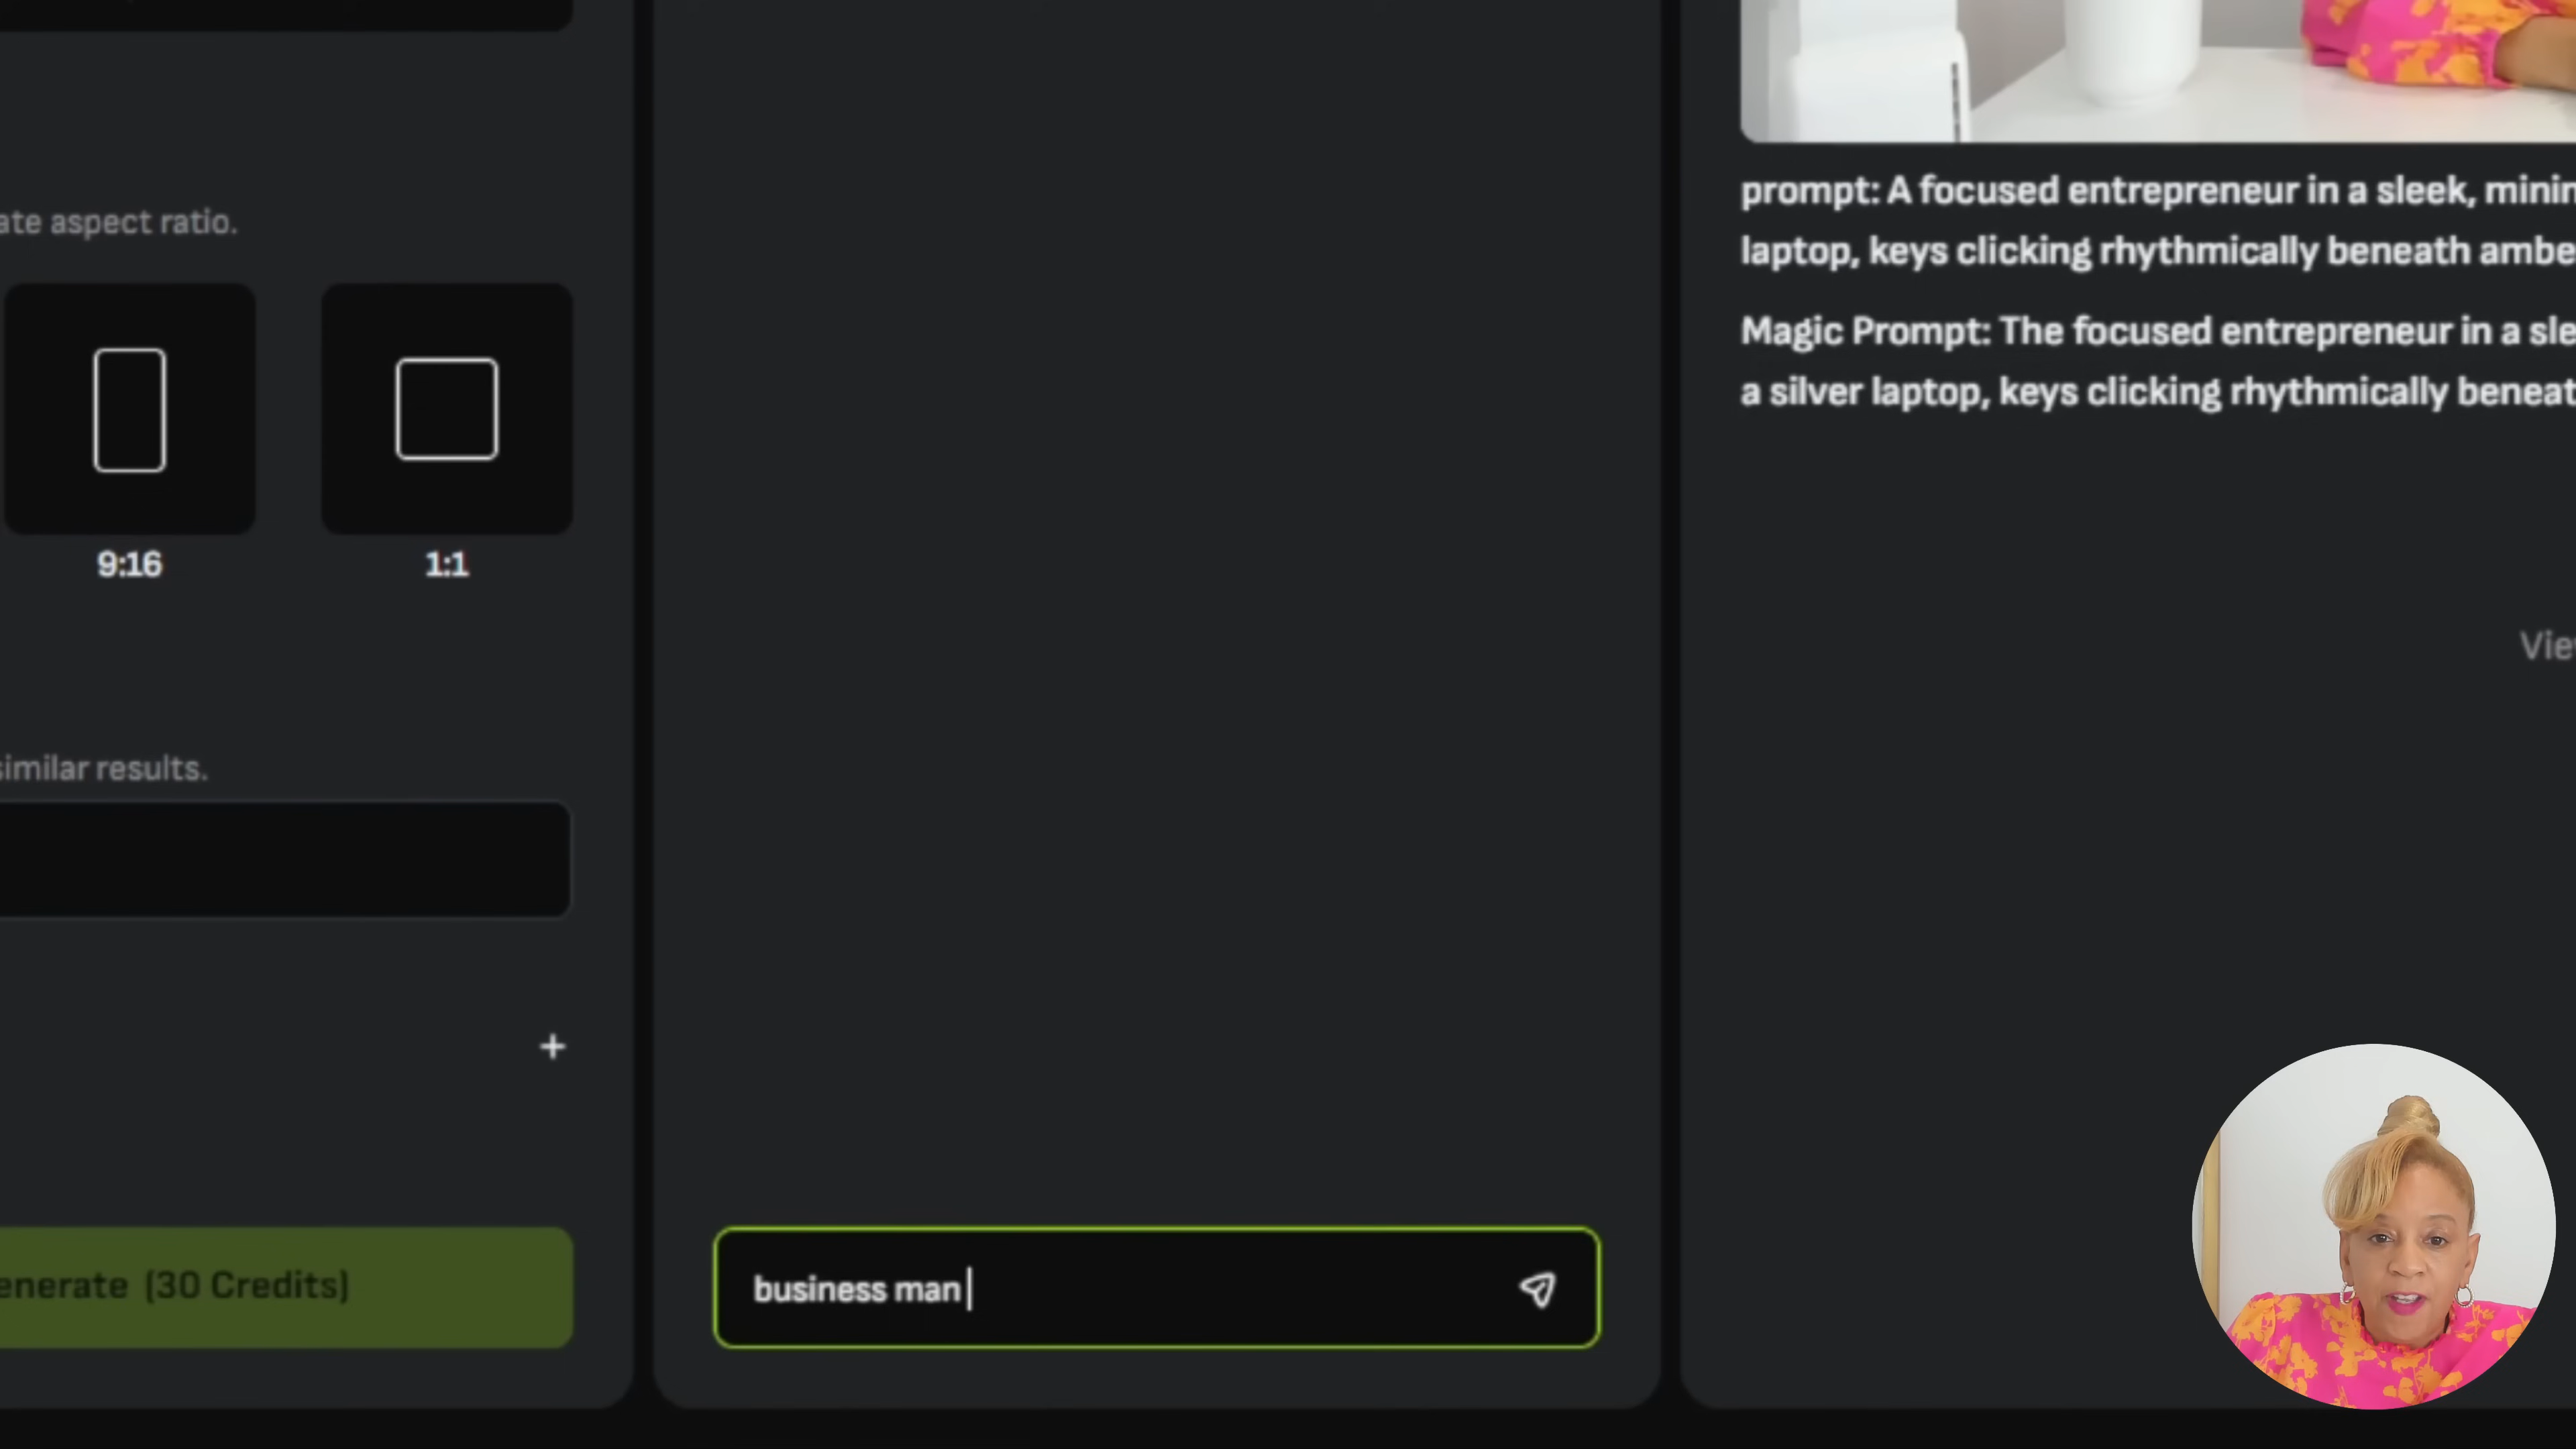 ate aspect ratio.
9:16
1:1
similar results.
+
enerate (30 Credits)
business man
prompt: A focused entrepreneur in a sleek, minin
laptop, keys clicking rhythmically beneath ambe
Magic Prompt: The focused entrepreneur in a sle
a silver laptop, keys clicking rhythmically beneat
Vie